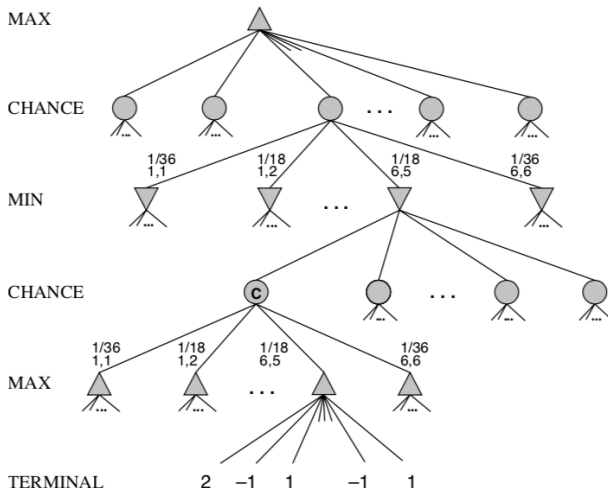 MAX
CHANCE
. . .
... ... ... ... ...
1/36 1/18 1/18 1/36
1,1 1,2 6,5 6,6
MIN
. . .
... ... ...
CHANCE
C
. . .
... ... ...
1/36 1/18 1/18 1/36
1,1 1,2 6,5 6,6
MAX
. . .
... ... ...
TERMINAL 2 –1 1 –1 1